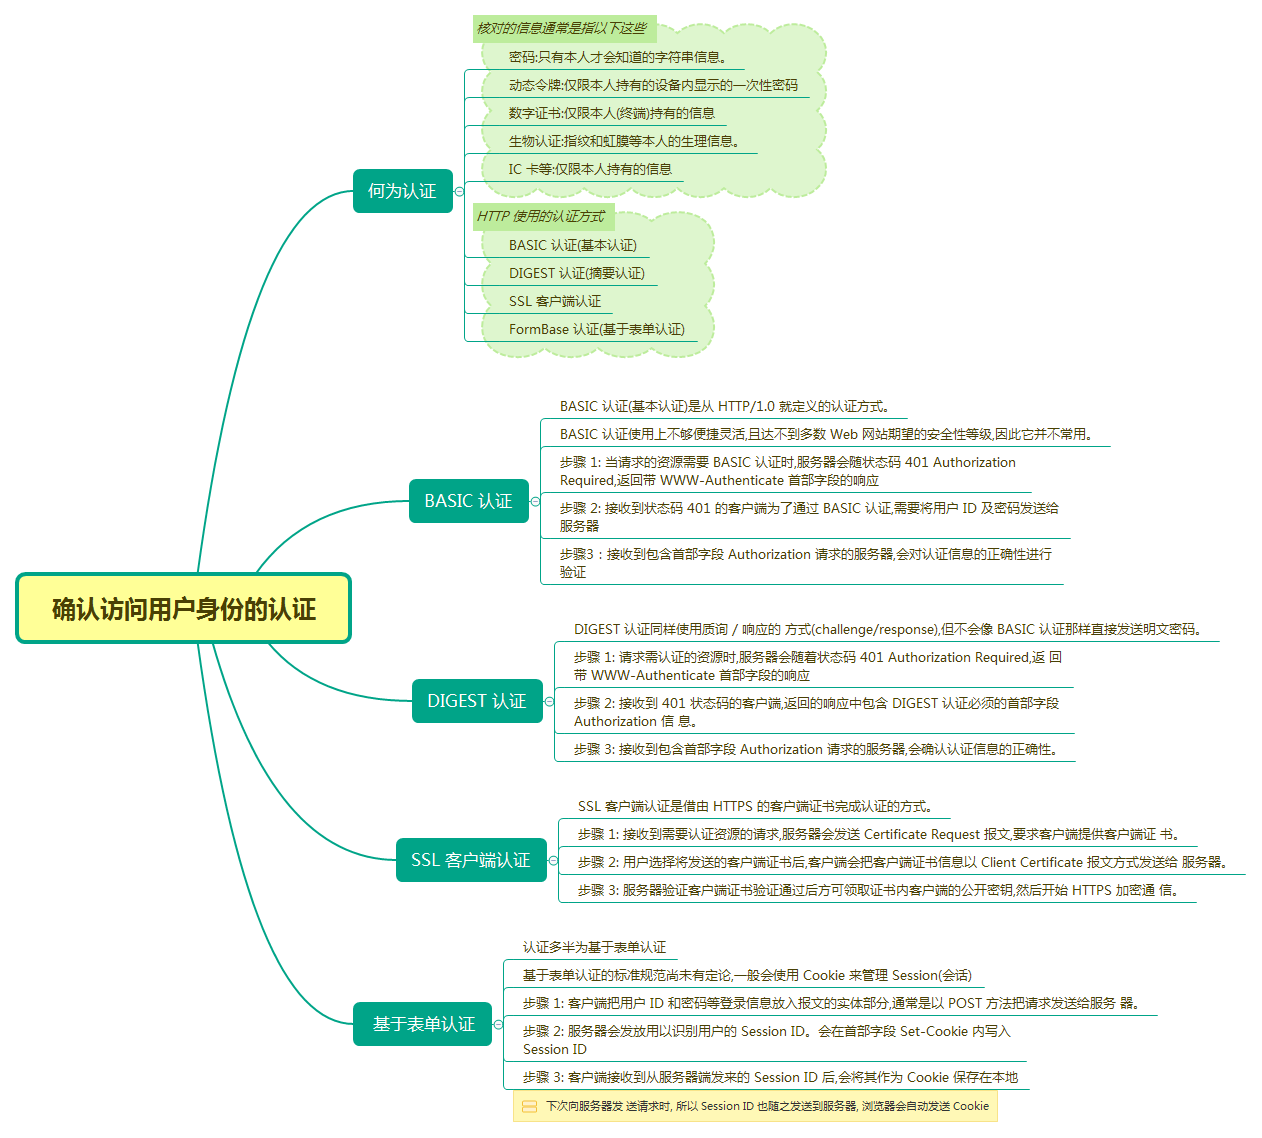 核对的信息通常是指以下这些
密码:只有本人才会知道的字符串信息。
动态令牌:仅限本人持有的设备内显示的一次性密码
数字证书:仅限本人(终端)持有的信息
生物认证:指纹和虹膜等本人的生理信息。
IC 卡等:仅限本人持有的信息
何为认证
HTTP 使用的认证方式
BASIC 认证(基本认证)
DIGEST 认证(摘要认证)
SSL 客户端认证
FormBase 认证(基于表单认证)
BASIC 认证(基本认证)是从 HTTP/1.0 就定义的认证方式。
BASIC 认证使用上不够便捷灵活,且达不到多数 Web 网站期望的安全性等级,因此它并不常用。
步骤 1: 当请求的资源需要 BASIC 认证时,服务器会随状态码 401 Authorization
Required,返回带 WWW-Authenticate 首部字段的响应
BASIC 认证
步骤 2: 接收到状态码 401 的客户端为了通过 BASIC 认证,需要将用户 ID 及密码发送给
服务器
步骤3：接收到包含首部字段 Authorization 请求的服务器,会对认证信息的正确性进行
验证
确认访问用户身份的认证
DIGEST 认证同样使用质询 / 响应的 方式(challenge/response),但不会像 BASIC 认证那样直接发送明文密码。
步骤 1: 请求需认证的资源时,服务器会随着状态码 401 Authorization Required,返 回
带 WWW-Authenticate 首部字段的响应
DIGEST 认证
步骤 2: 接收到 401 状态码的客户端,返回的响应中包含 DIGEST 认证必须的首部字段
Authorization 信 息。
步骤 3: 接收到包含首部字段 Authorization 请求的服务器,会确认认证信息的正确性。
SSL 客户端认证是借由 HTTPS 的客户端证书完成认证的方式。
步骤 1: 接收到需要认证资源的请求,服务器会发送 Certificate Request 报文,要求客户端提供客户端证 书。
SSL 客户端认证
步骤 2: 用户选择将发送的客户端证书后,客户端会把客户端证书信息以 Client Certificate 报文方式发送给 服务器。
步骤 3: 服务器验证客户端证书验证通过后方可领取证书内客户端的公开密钥,然后开始 HTTPS 加密通 信。
认证多半为基于表单认证
基于表单认证的标准规范尚未有定论,一般会使用 Cookie 来管理 Session(会话)
步骤 1: 客户端把用户 ID 和密码等登录信息放入报文的实体部分,通常是以 POST 方法把请求发送给服务 器。
基于表单认证
步骤 2: 服务器会发放用以识别用户的 Session ID。会在首部字段 Set-Cookie 内写入
Session ID
步骤 3: 客户端接收到从服务器端发来的 Session ID 后,会将其作为 Cookie 保存在本地
下次向服务器发 送请求时, 所以 Session ID 也随之发送到服务器, 浏览器会自动发送 Cookie